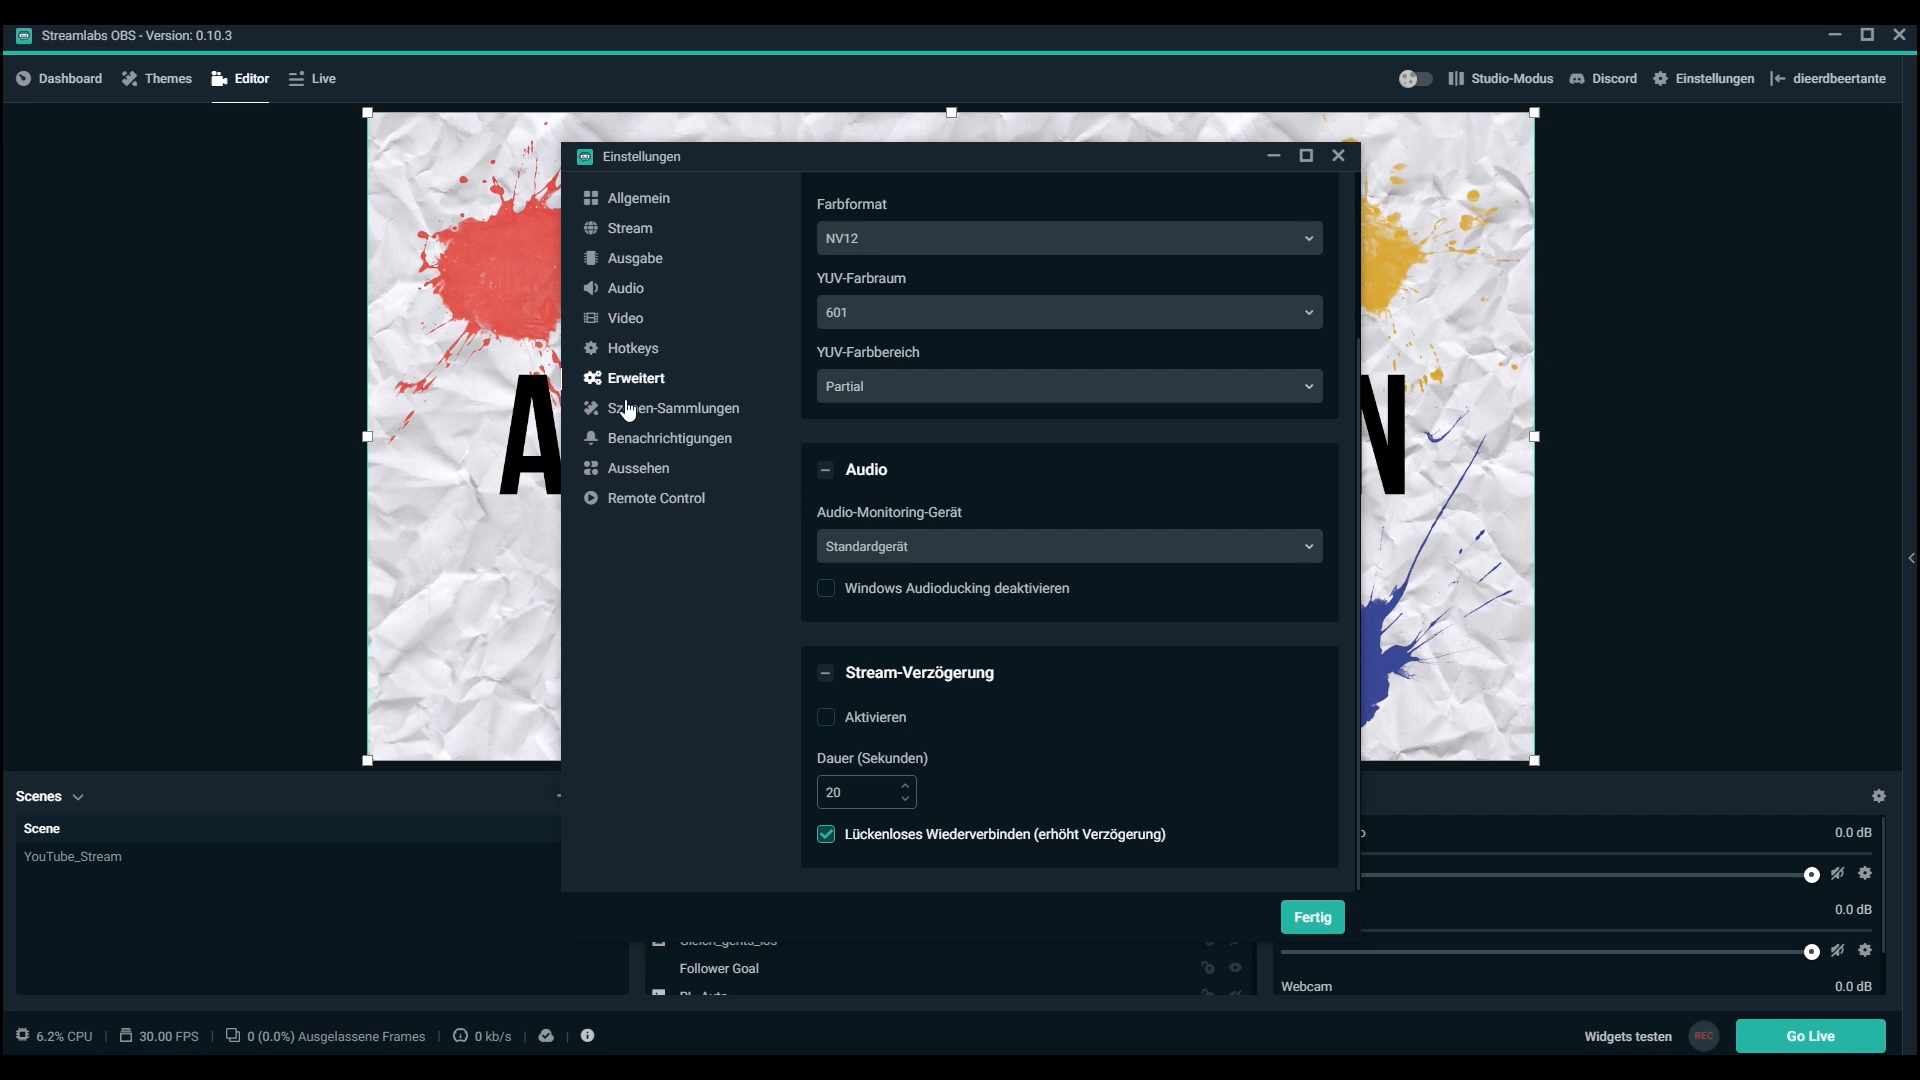 Streamlabs OBS - Version: 0.10.3
Dashboard
Themes
Editor
Live
Studio-Modus
Discord
Einstellungen
dieerdbeertante
Einstellungen
Allgemein
Stream
Ausgabe
Audio
Video
Hotkeys
Erweitert
Szenen-Sammlungen
Benachrichtigungen
Aussehen
Remote Control
Farbformat
NV12
YUV-Farbraum
601
YUV-Farbbereich
Partial
Audio
Audio-Monitoring-Gerät
Standardgerät
Windows Audioducking deaktivieren
Stream-Verzögerung
Aktivieren
Dauer (Sekunden)
20
Lückenloses Wiederverbinden (erhöht Verzögerung)
Fertig
A
N
Scenes
Scene
YouTube_Stream
Follower Goal
0.0 dB
0.0 dB
Webcam
0.0 dB
6.2% CPU
30.00 FPS
0 (0.0%) Ausgelassene Frames
0 kb/s
Widgets testen
REC
Go Live